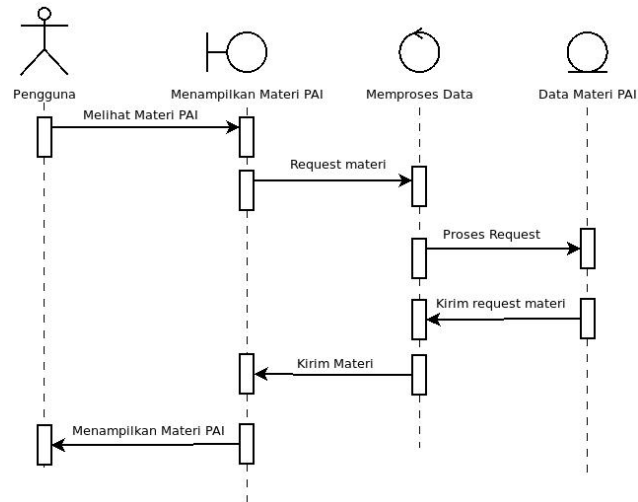 Pengguna
Menampilkan Materi PAI
Memproses Data
Data Materi PAI
Melihat Materi PAI
Request materi
Proses Request
Kirim request materi
Kirim Materi
Menampilkan Materi PAI